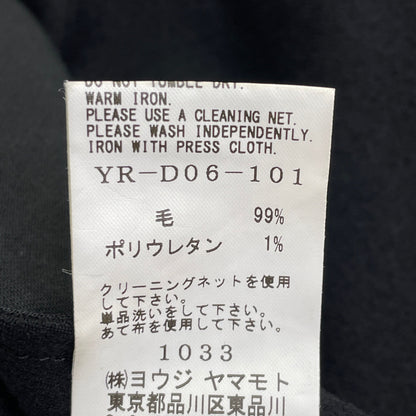 DO NOT TUMBLE DRY.
WARM IRON.
PLEASE USE A CLEANING NET.
PLEASE WASH INDEPENDENTLY.
IRON WITH PRESS CLOTH.
YR-D06-101
毛 99%
ポリウレタン 1%
クリーニングネットを使用
して下さい。
単品洗いをして下さい。
あて布を使用して下さい。
1033
㈱ヨウジ ヤマモト
東京都品川区東品川